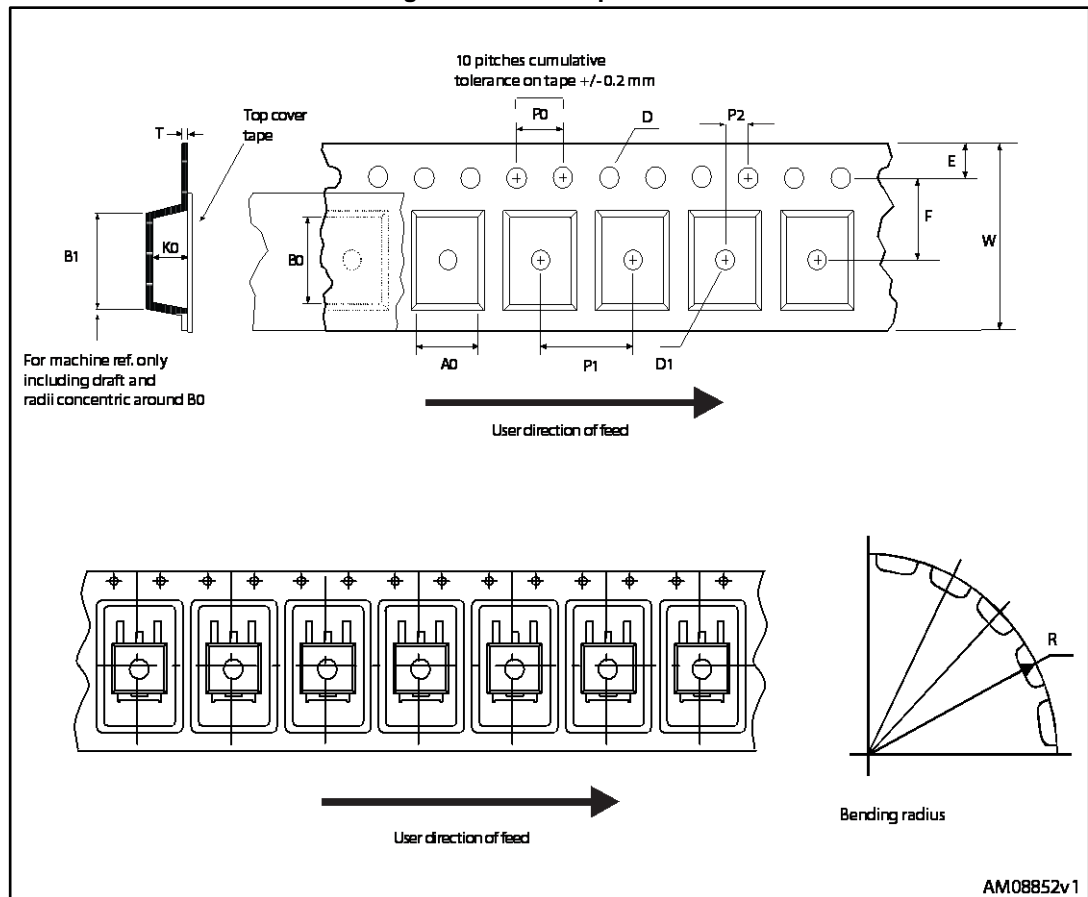 10 pitches cumulative
tolerance on tape +/- 0.2 mm
T
Top cover
tape
P0
D
P2
E
F
W
B1
K0
B0
For machine ref. only
including draft and
radii concentric around B0
A0
P1
D1
User direction of feed
R
Bending radius
User direction of feed
AM08852v1